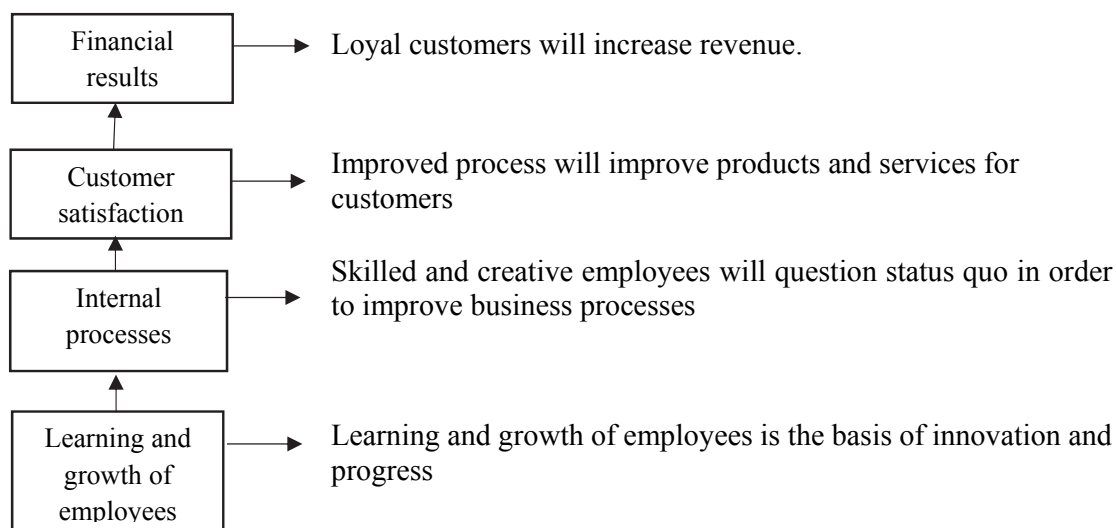 Financial
results
Loyal customers will increase revenue.
Customer
satisfaction
Improved process will improve products and services for
customers
Internal
processes
Skilled and creative employees will question status quo in order
to improve business processes
Learning and
growth of
employees
Learning and growth of employees is the basis of innovation and
progress